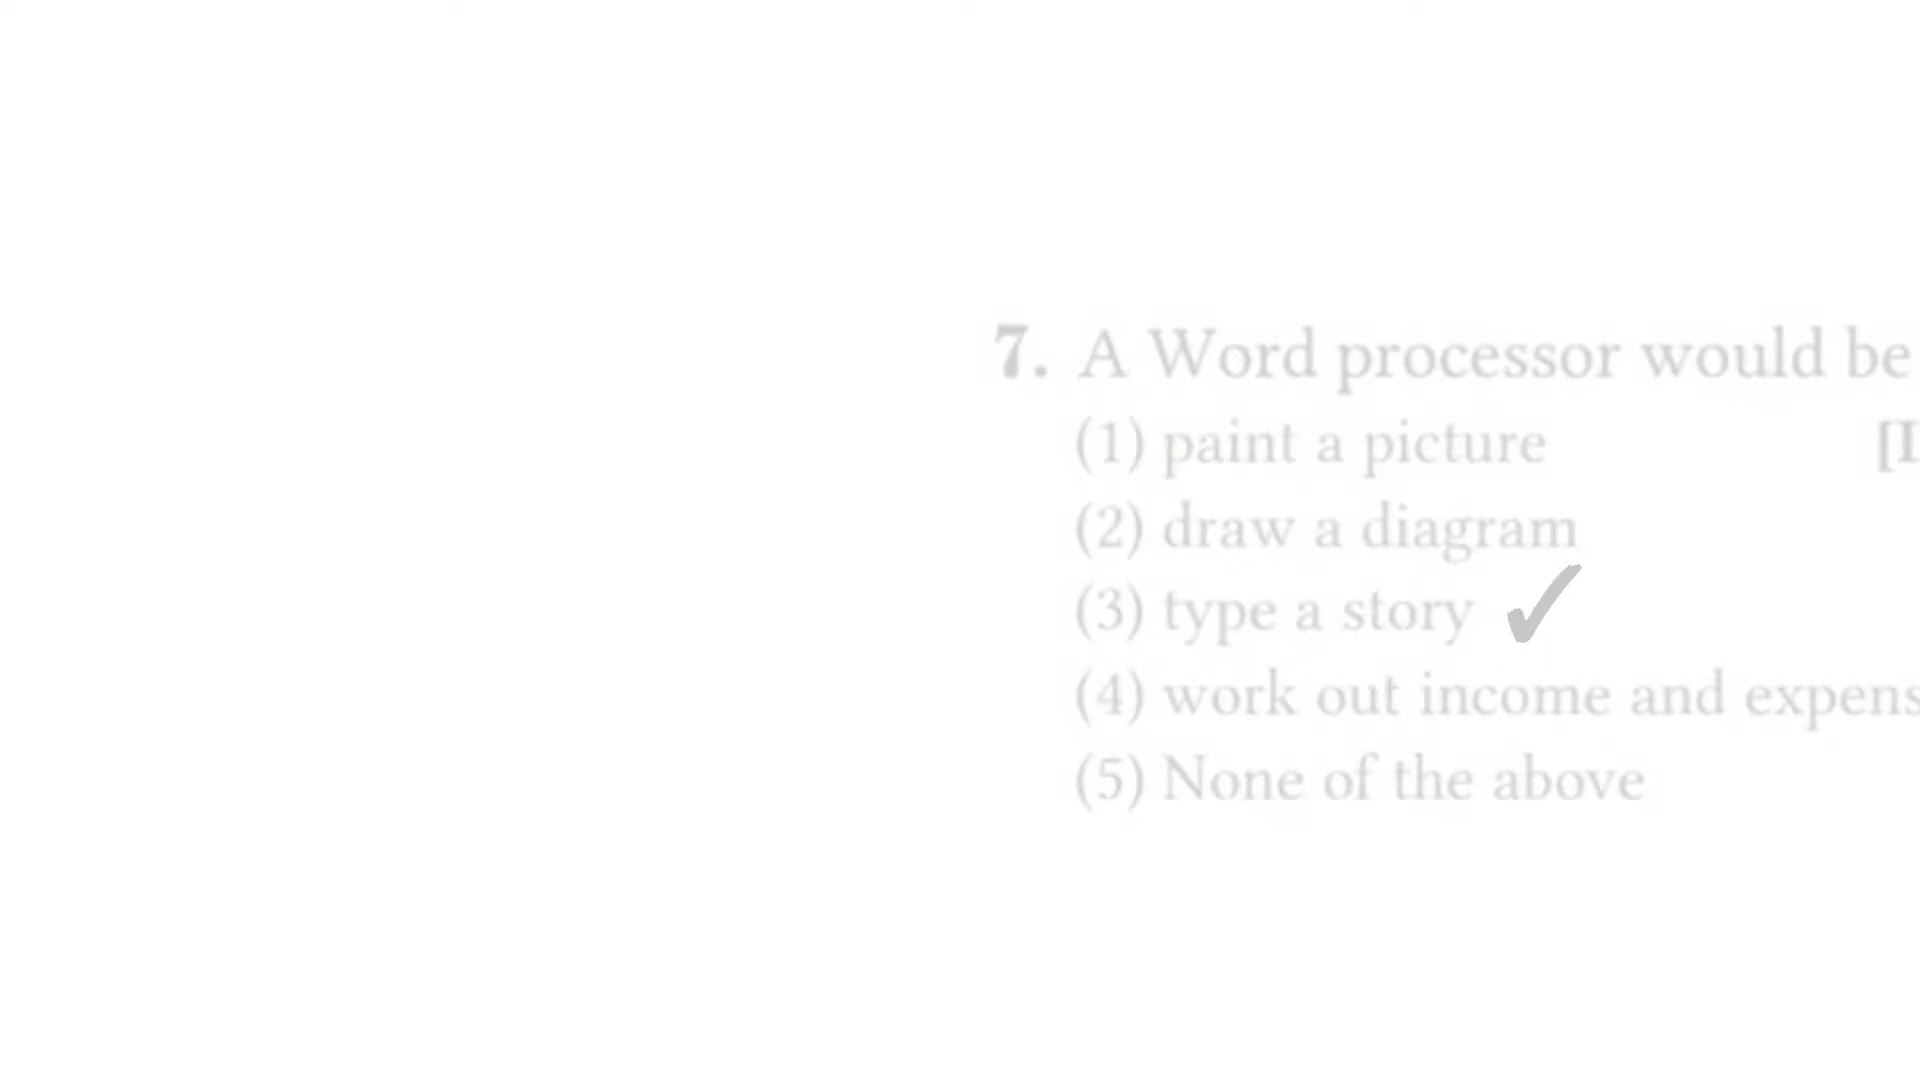 7. A Word processor would be
(1) paint a picture [I
(2) draw a diagram
(3) type a story ✓
(4) work out income and expens
(5) None of the above